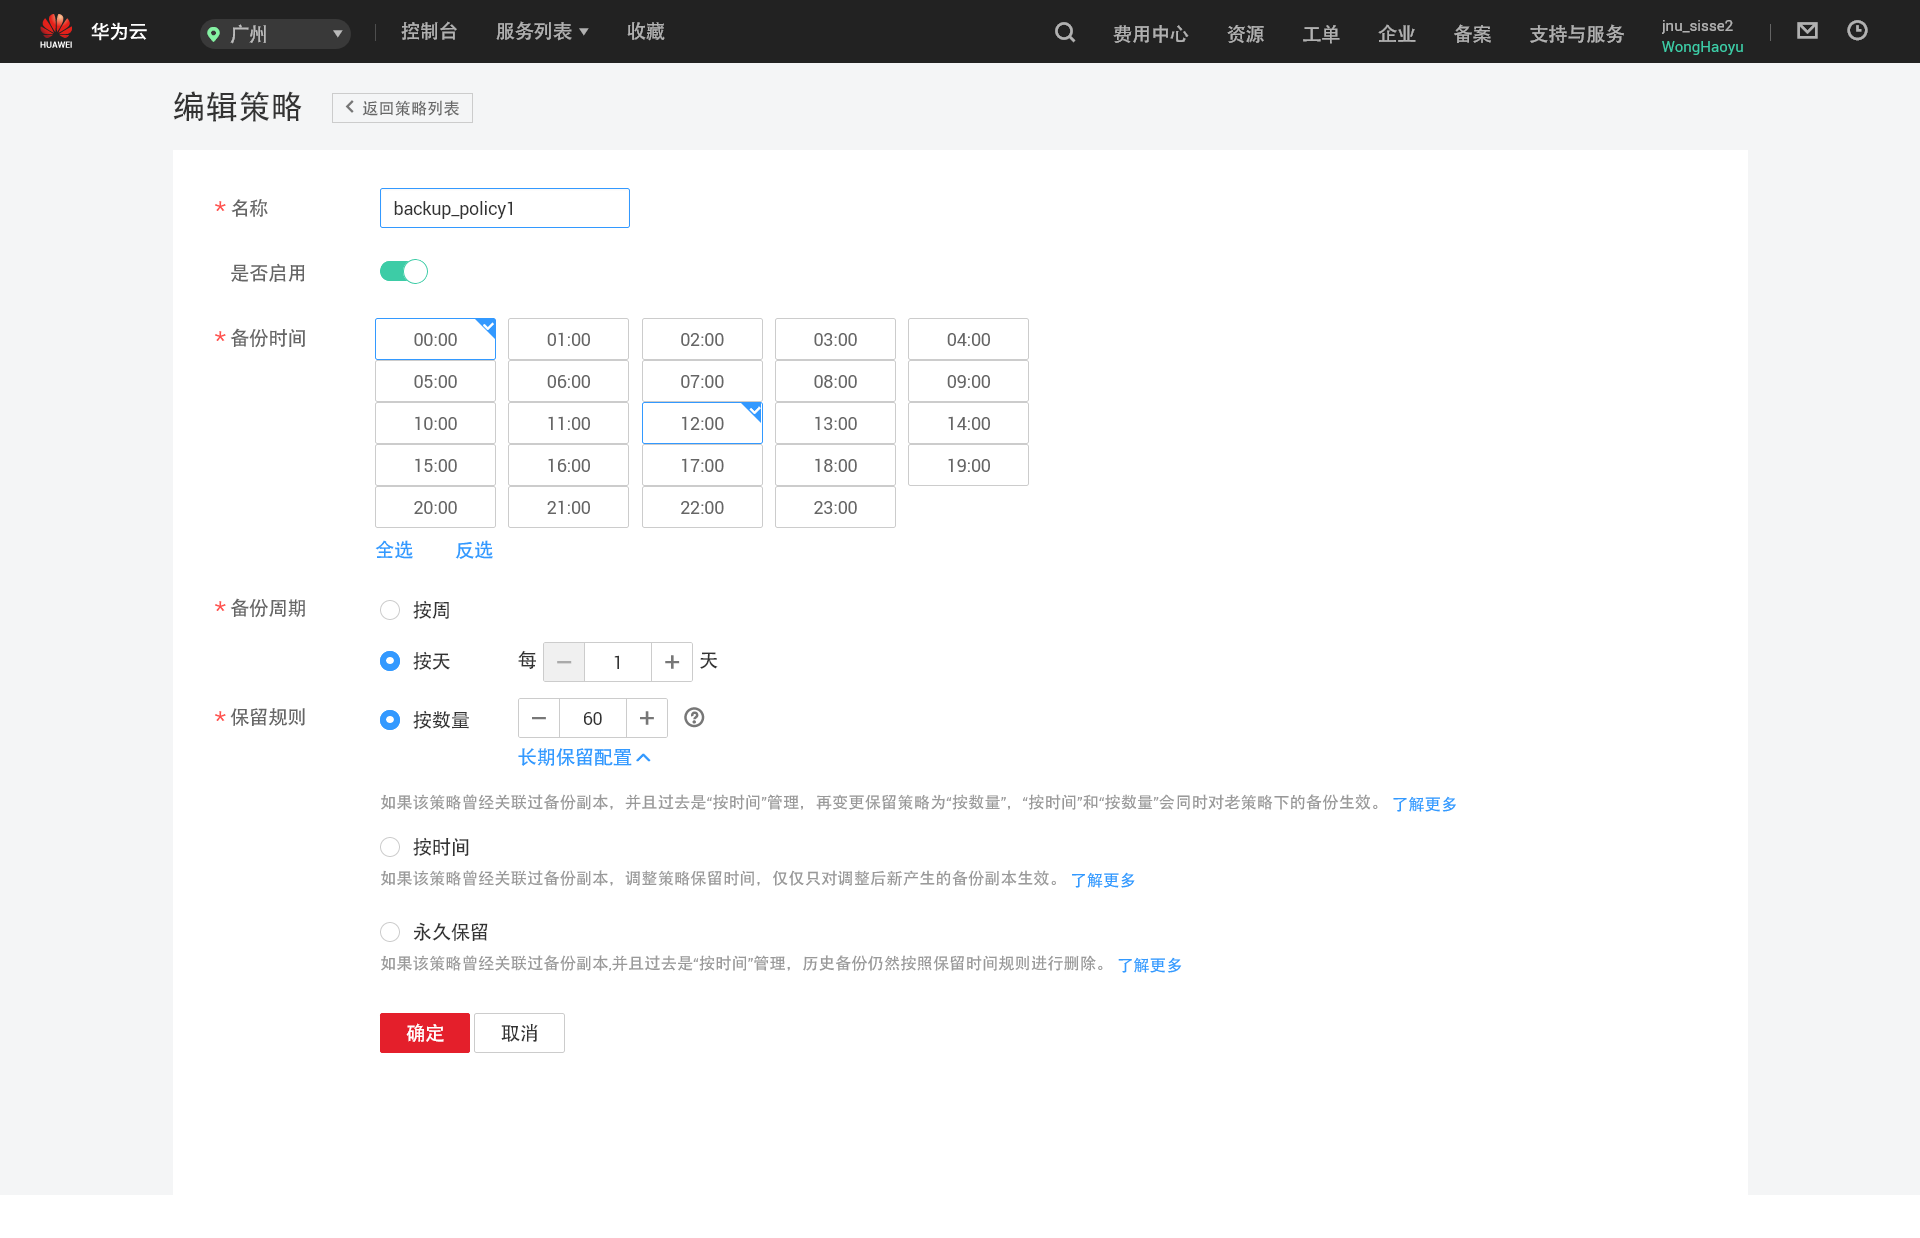 HUAWEI 华为云 广州 控制台 服务列表 收藏 费用中心 资源 工单 企业 备案 支持与服务 jnu_sisse2
WongHaoyu
编辑策略 返回策略列表
* 名称 backup_policy1
是否启用
* 备份时间 00:00 01:00 02:00 03:00 04:00
05:00 06:00 07:00 08:00 09:00
10:00 11:00 12:00 13:00 14:00
15:00 16:00 17:00 18:00 19:00
20:00 21:00 22:00 23:00
全选 反选
* 备份周期 按周
按天 每 − 1 + 天
* 保留规则 按数量 − 60 + ?
长期保留配置
如果该策略曾经关联过备份副本，并且过去是“按时间”管理，再变更保留策略为“按数量”，“按时间”和“按数量”会同时对老策略下的备份生效。 了解更多
按时间
如果该策略曾经关联过备份副本，调整策略保留时间，仅仅只对调整后新产生的备份副本生效。 了解更多
永久保留
如果该策略曾经关联过备份副本,并且过去是“按时间”管理，历史备份仍然按照保留时间规则进行删除。 了解更多
确定 取消